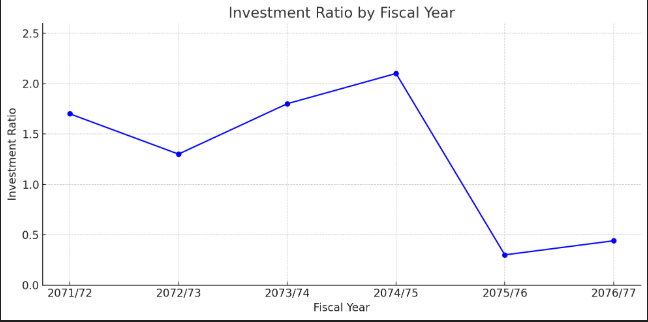 Investment Ratio by Fiscal Year
2.5
2.0
1.5
1.0
0.5
0.0
Investment Ratio
2071/72 2072/73 2073/74 2074/75 2075/76 2076/77
Fiscal Year